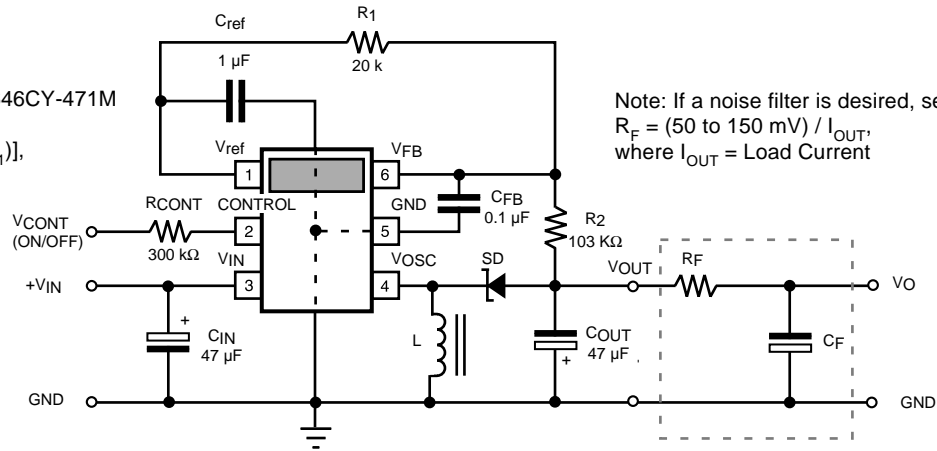 Cref
R1
1 µF
20 k
46CY-471M
1)],
Note: If a noise filter is desired, se
RF = (50 to 150 mV) / IOUT,
where IOUT = Load Current
Vref
VFB
1
6
RCONT
CONTROL
GND
CFB
0.1 µF
VCONT
(ON/OFF)
300 kΩ
2
5
R2
103 KΩ
VIN
VOSC
SD
VOUT
RF
+VIN
3
4
VO
+
CIN
47 µF
L
COUT
47 µF
+
CF
GND
GND